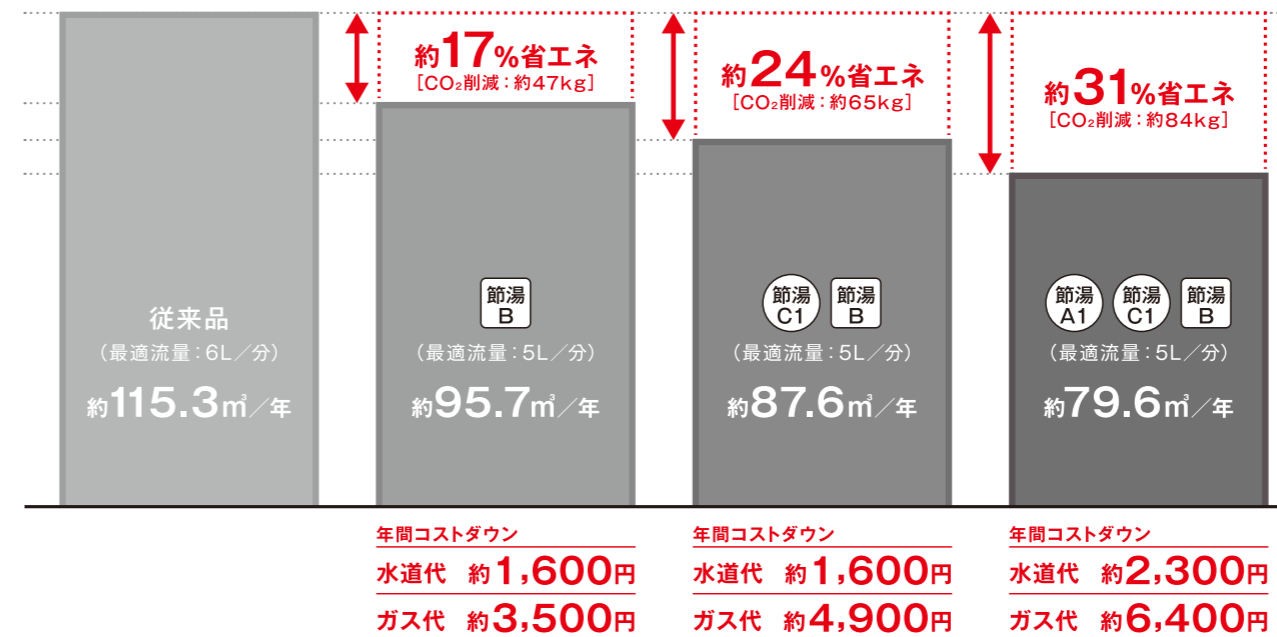 従来品
（最適流量：6L／分）
約115.3㎥／年
約17%省エネ
［CO₂削減：約47kg］
節湯
B
（最適流量：5L／分）
約95.7㎥／年
年間コストダウン
水道代 約1,600円
ガス代 約3,500円
約24%省エネ
［CO₂削減：約65kg］
節湯
C1
節湯
B
（最適流量：5L／分）
約87.6㎥／年
年間コストダウン
水道代 約1,600円
ガス代 約4,900円
約31%省エネ
［CO₂削減：約84kg］
節湯
A1
節湯
C1
節湯
B
（最適流量：5L／分）
約79.6㎥／年
年間コストダウン
水道代 約2,300円
ガス代 約6,400円